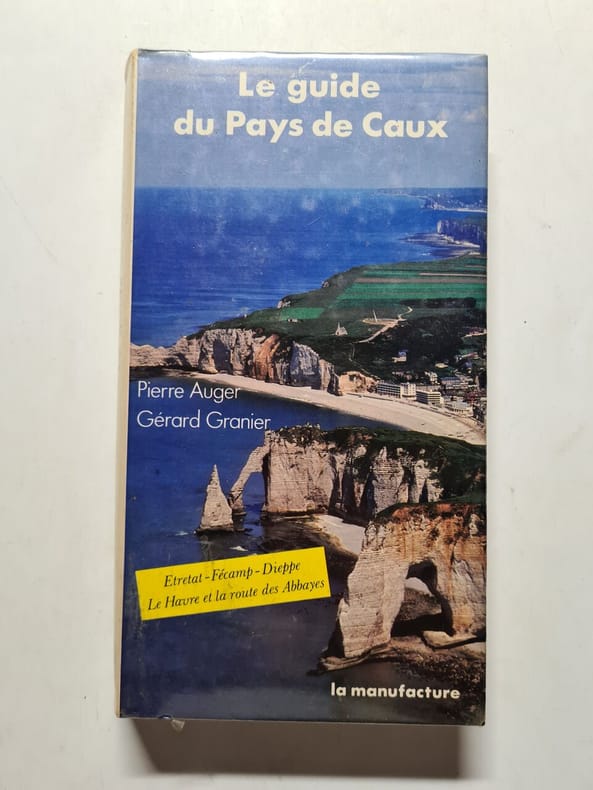 Le guide
du Pays de Caux
Pierre Auger
Gérard Granier
Etretat - Fécamp - Dieppe
Le Havre et la route des Abbayes
la manufacture